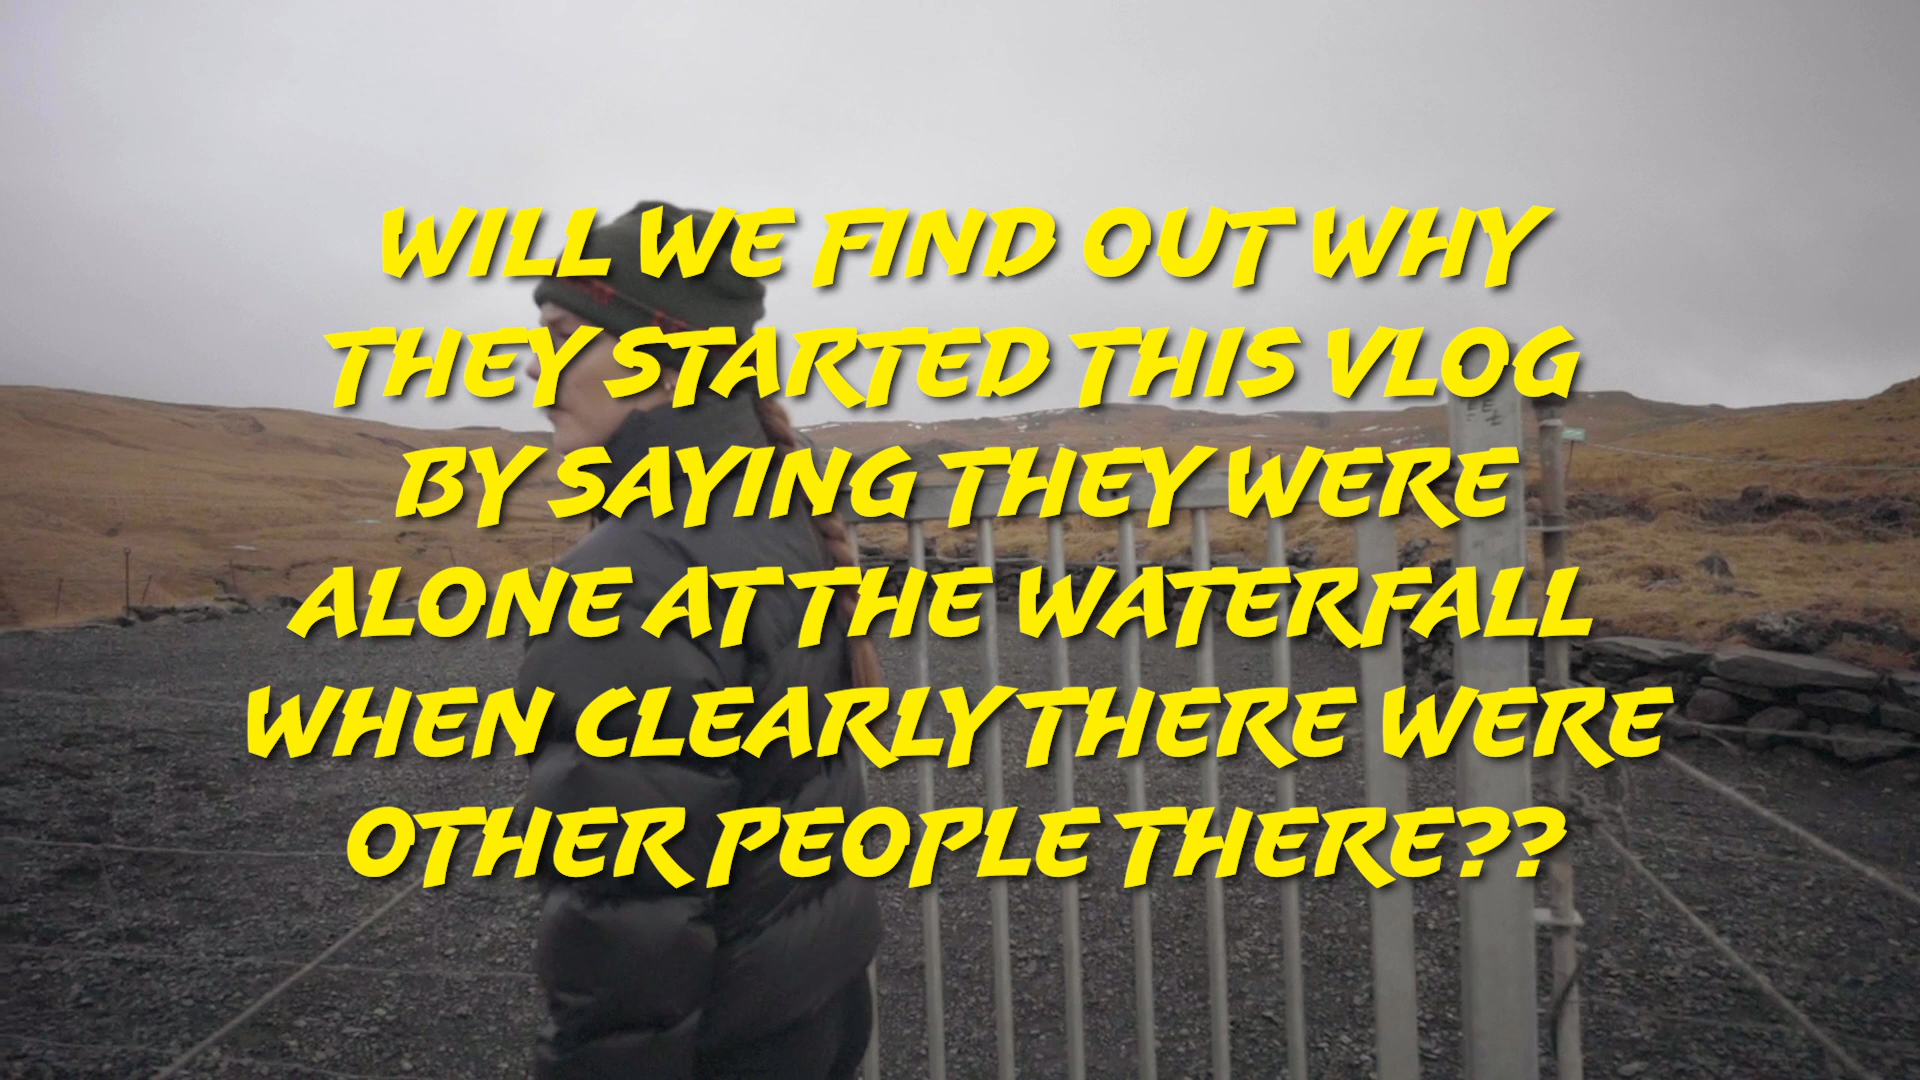 WILL WE FIND OUT WHY
THEY STARTED THIS VLOG
BY SAYING THEY WERE
ALONE AT THE WATERFALL
WHEN CLEARLY THERE WERE
OTHER PEOPLE THERE??